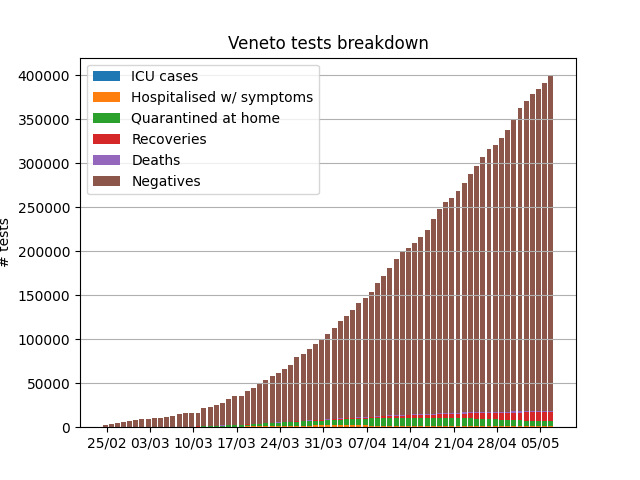 Veneto tests breakdown
ICU cases
Hospitalised w/ symptoms
Quarantined at home
Recoveries
Deaths
Negatives
400000
350000
300000
250000
200000
150000
100000
50000
0
# tests
25/02 03/03 10/03 17/03 24/03 31/03 07/04 14/04 21/04 28/04 05/05